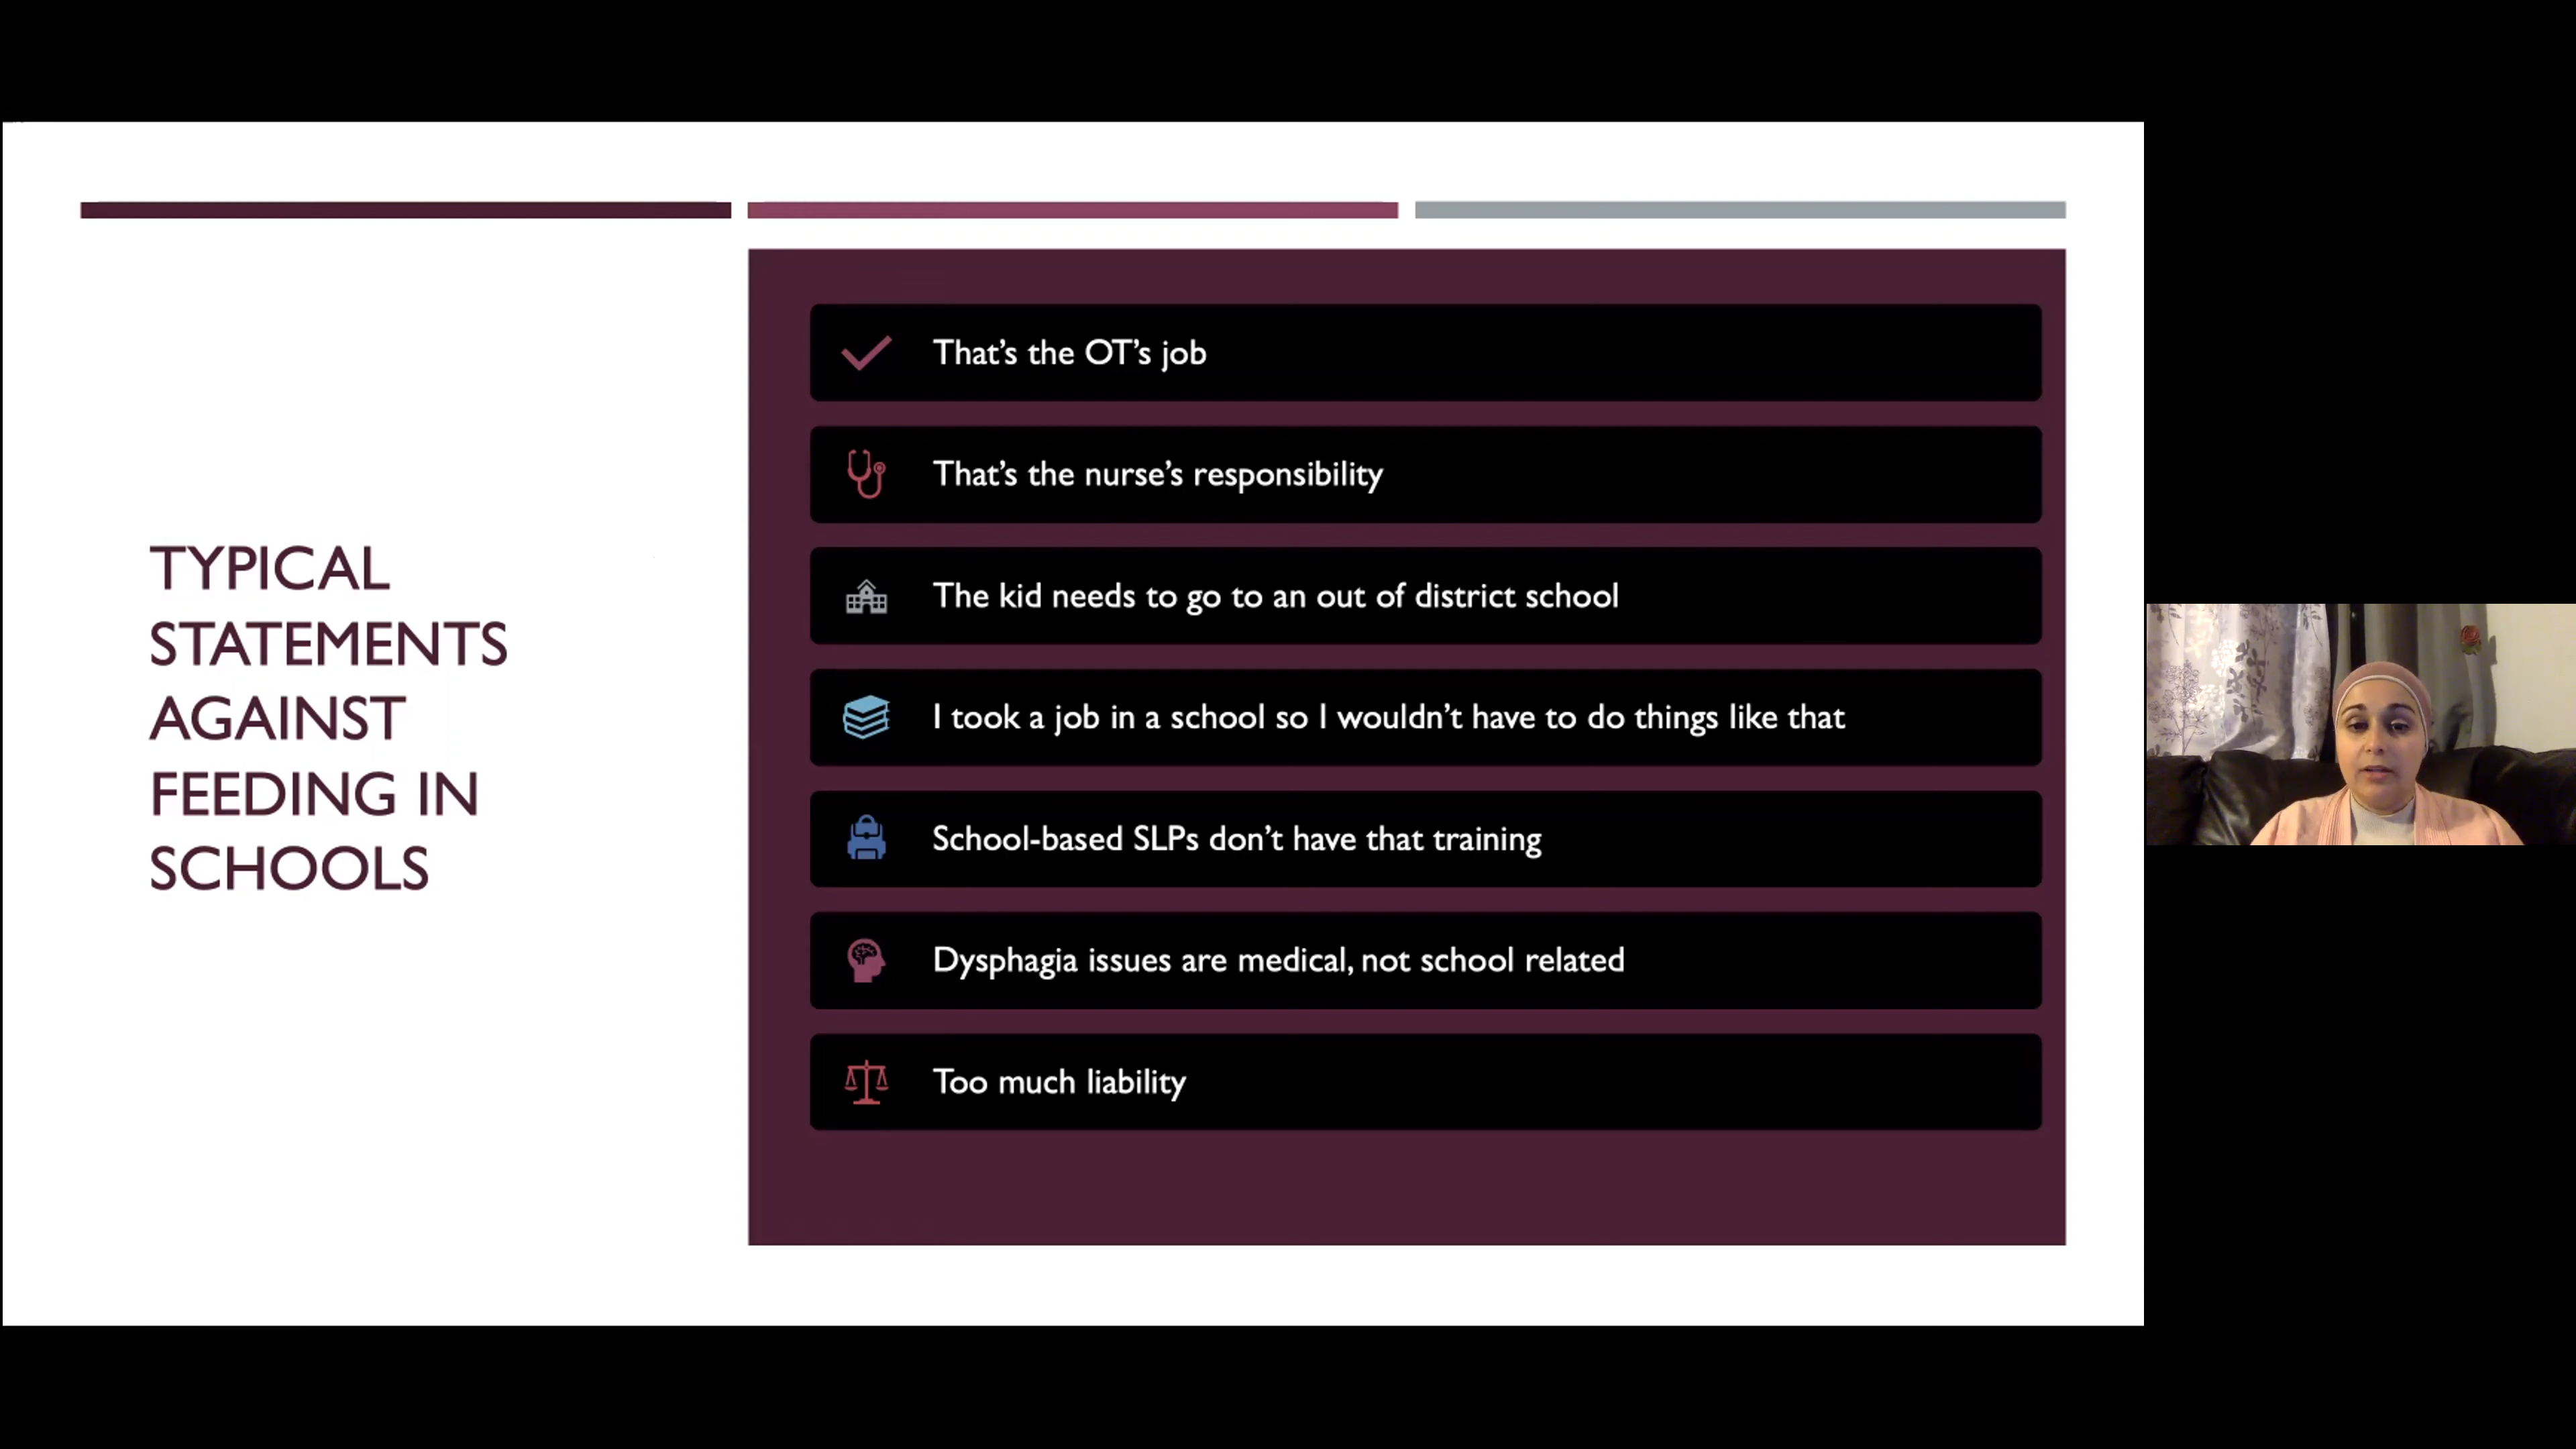 TYPICAL
STATEMENTS
AGAINST
FEEDING IN
SCHOOLS
That's the OT's job
That's the nurse's responsibility
The kid needs to go to an out of district school
I took a job in a school so I wouldn't have to do things like that
School-based SLPs don't have that training
Dysphagia issues are medical, not school related
Too much liability